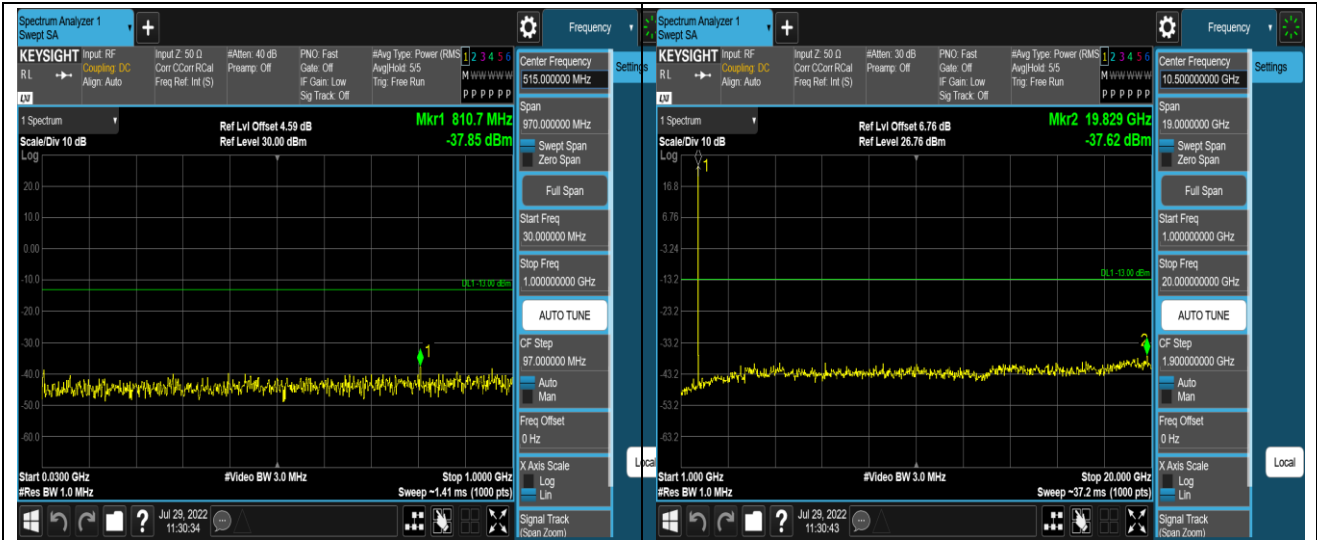 Spectrum Analyzer 1
Swept SA
+
Frequency
KEYSIGHT
RL
LXI
Input: RF
Coupling: DC
Align: Auto
Input Z: 50 Ω
Corr CCorr RCal
Freq Ref: Int (S)
#Atten: 40 dB
Preamp: Off
PNO: Fast
Gate: Off
IF Gain: Low
Sig Track: Off
#Avg Type: Power (RMS
Avg|Hold: 5/5
Trig: Free Run
1 2 3 4 5 6
M W W W W W
P P P P P P
Center Frequency
515.000000 MHz
Settings
Span
970.000000 MHz
Swept Span
Zero Span
Full Span
Start Freq
30.000000 MHz
Stop Freq
1.000000000 GHz
AUTO TUNE
CF Step
97.000000 MHz
Auto
Man
Freq Offset
0 Hz
X Axis Scale
Log
Lin
Signal Track
(Span Zoom)
Local
1 Spectrum
Scale/Div 10 dB
Log
Ref Lvl Offset 4.59 dB
Ref Level 30.00 dBm
Mkr1 810.7 MHz
-37.85 dBm
20.0
10.0
0.00
-10.0
DL1 -13.00 dBm
-20.0
-30.0
1
-40.0
-50.0
-60.0
Start 0.0300 GHz
#Res BW 1.0 MHz
#Video BW 3.0 MHz
Stop 1.0000 GHz
Sweep ~1.41 ms (1000 pts)
?
Jul 29, 2022
11:30:34
Spectrum Analyzer 1
Swept SA
+
Frequency
KEYSIGHT
RL
LXI
Input: RF
Coupling: DC
Align: Auto
Input Z: 50 Ω
Corr CCorr RCal
Freq Ref: Int (S)
#Atten: 30 dB
Preamp: Off
PNO: Fast
Gate: Off
IF Gain: Low
Sig Track: Off
#Avg Type: Power (RMS
Avg|Hold: 5/5
Trig: Free Run
1 2 3 4 5 6
M W W W W W
P P P P P P
Center Frequency
10.500000000 GHz
Settings
Span
19.0000000 GHz
Swept Span
Zero Span
Full Span
Start Freq
1.000000000 GHz
Stop Freq
20.000000000 GHz
AUTO TUNE
CF Step
1.900000000 GHz
Auto
Man
Freq Offset
0 Hz
X Axis Scale
Log
Lin
Signal Track
(Span Zoom)
Local
1 Spectrum
Scale/Div 10 dB
Log
Ref Lvl Offset 6.76 dB
Ref Level 26.76 dBm
Mkr2 19.829 GHz
-37.62 dBm
1
16.8
6.76
-3.24
-13.2
DL1 -13.00 dBm
-23.2
-33.2
2
-43.2
-53.2
-63.2
Start 1.000 GHz
#Res BW 1.0 MHz
#Video BW 3.0 MHz
Stop 20.000 GHz
Sweep ~37.2 ms (1000 pts)
?
Jul 29, 2022
11:30:43